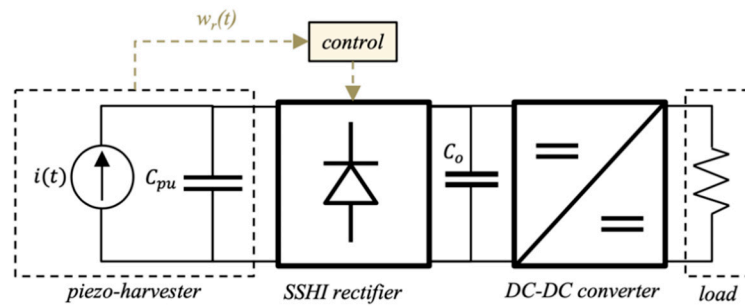 w_r(t)
control
i(t)
C_pu
C_o
piezo-harvester
SSHI rectifier
DC-DC converter
load